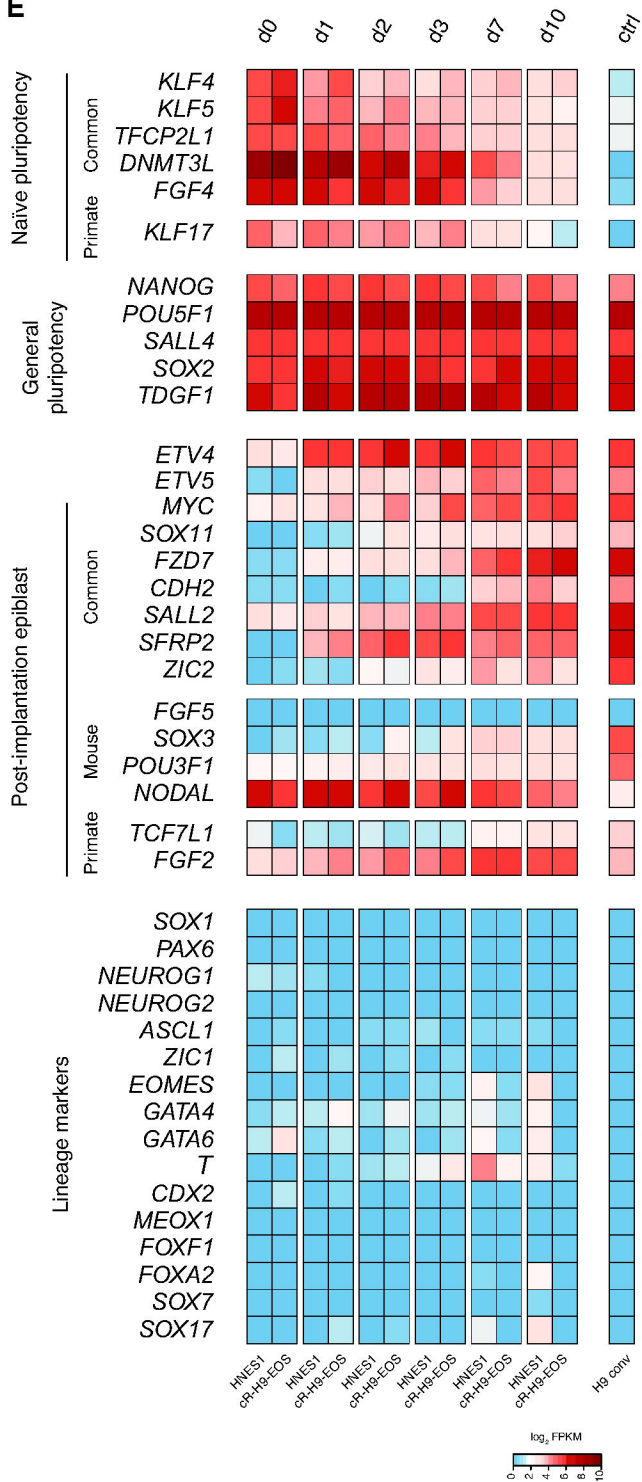 E
d0 d1 d2 d3 d7 d10 ctrl
Naïve pluripotency
Common
KLF4
KLF5
TFCP2L1
DNMT3L
FGF4
Primate
KLF17
General
pluripotency
NANOG
POU5F1
SALL4
SOX2
TDGF1
Post-implantation epiblast
Common
ETV4
ETV5
MYC
SOX11
FZD7
CDH2
SALL2
SFRP2
ZIC2
Mouse
FGF5
SOX3
POU3F1
NODAL
Primate
TCF7L1
FGF2
Lineage markers
SOX1
PAX6
NEUROG1
NEUROG2
ASCL1
ZIC1
EOMES
GATA4
GATA6
T
CDX2
MEOX1
FOXF1
FOXA2
SOX7
SOX17
HNES1
cR-H9-EOS
HNES1
cR-H9-EOS
HNES1
cR-H9-EOS
HNES1
cR-H9-EOS
HNES1
cR-H9-EOS
HNES1
cR-H9-EOS
H9 conv
log2 FPKM
0 2 4 6 8 10